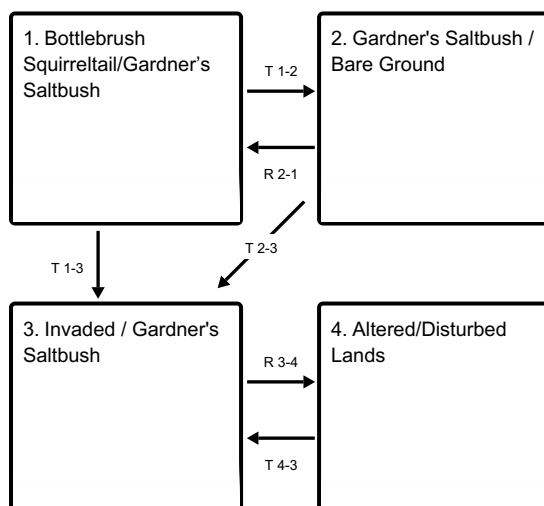 1. Bottlebrush
Squirreltail/Gardner’s
Saltbush
T 1-2
2. Gardner's Saltbush /
Bare Ground
R 2-1
T 1-3
T 2-3
3. Invaded / Gardner's
Saltbush
R 3-4
4. Altered/Disturbed
Lands
T 4-3